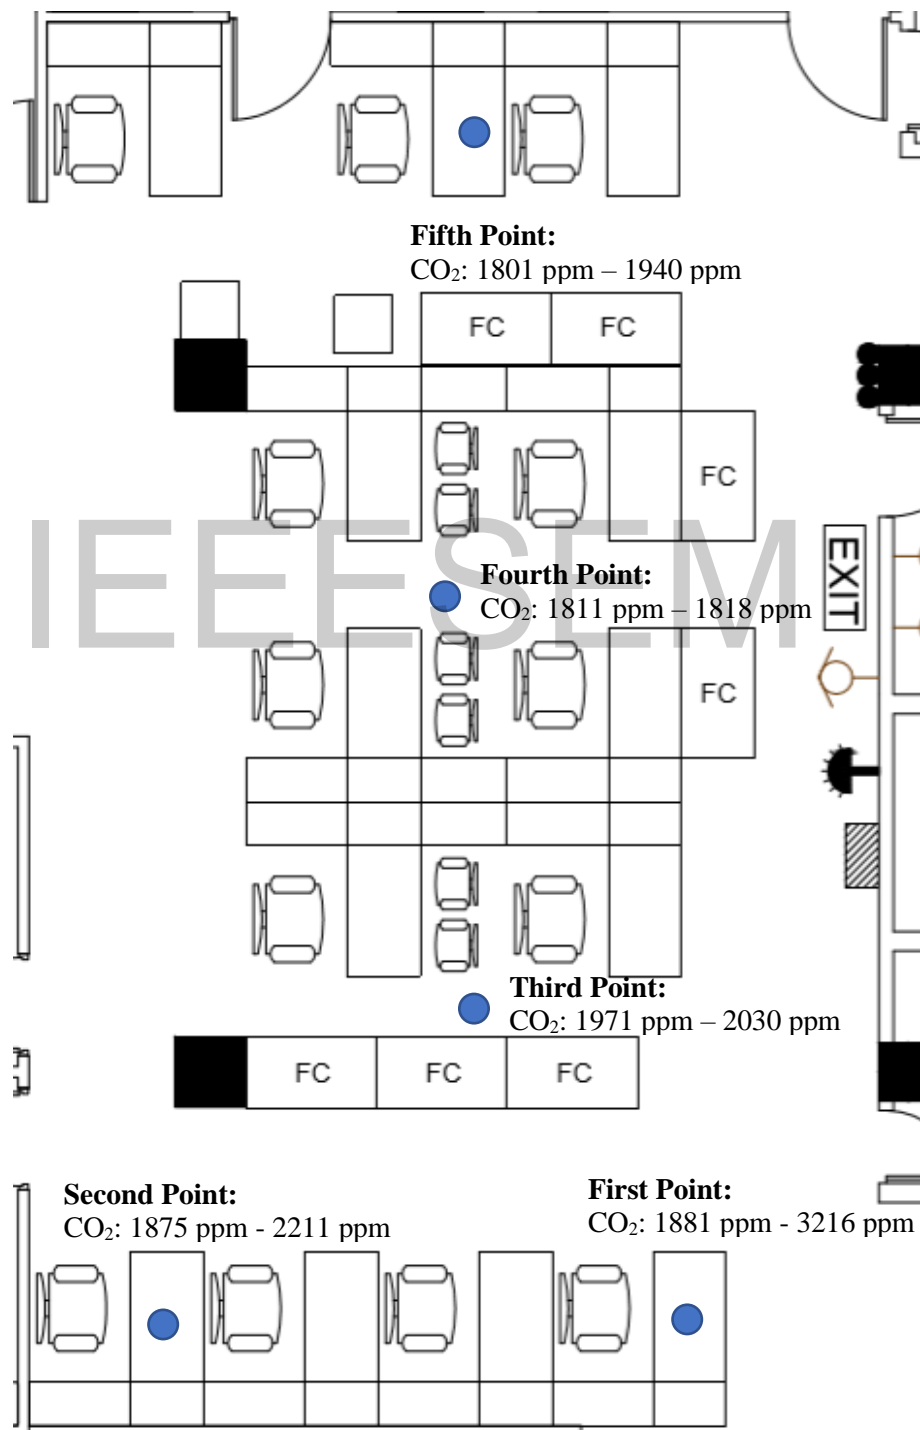 Fifth Point:
CO₂: 1801 ppm – 1940 ppm
FC FC
FC
IEEESEM
EXIT
Fourth Point:
CO₂: 1811 ppm – 1818 ppm
FC
Third Point:
CO₂: 1971 ppm – 2030 ppm
FC FC FC
Second Point:
CO₂: 1875 ppm - 2211 ppm
First Point:
CO₂: 1881 ppm - 3216 ppm